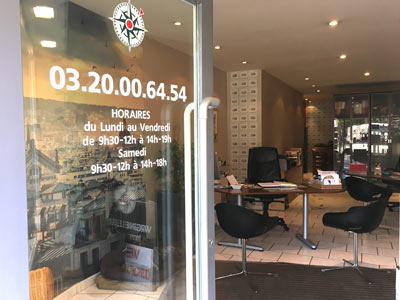 03.20.00.64.54
HORAIRES
du Lundi au Vendredi
de 9h30-12h à 14h-19h
Samedi
9h30-12h à 14h-18h